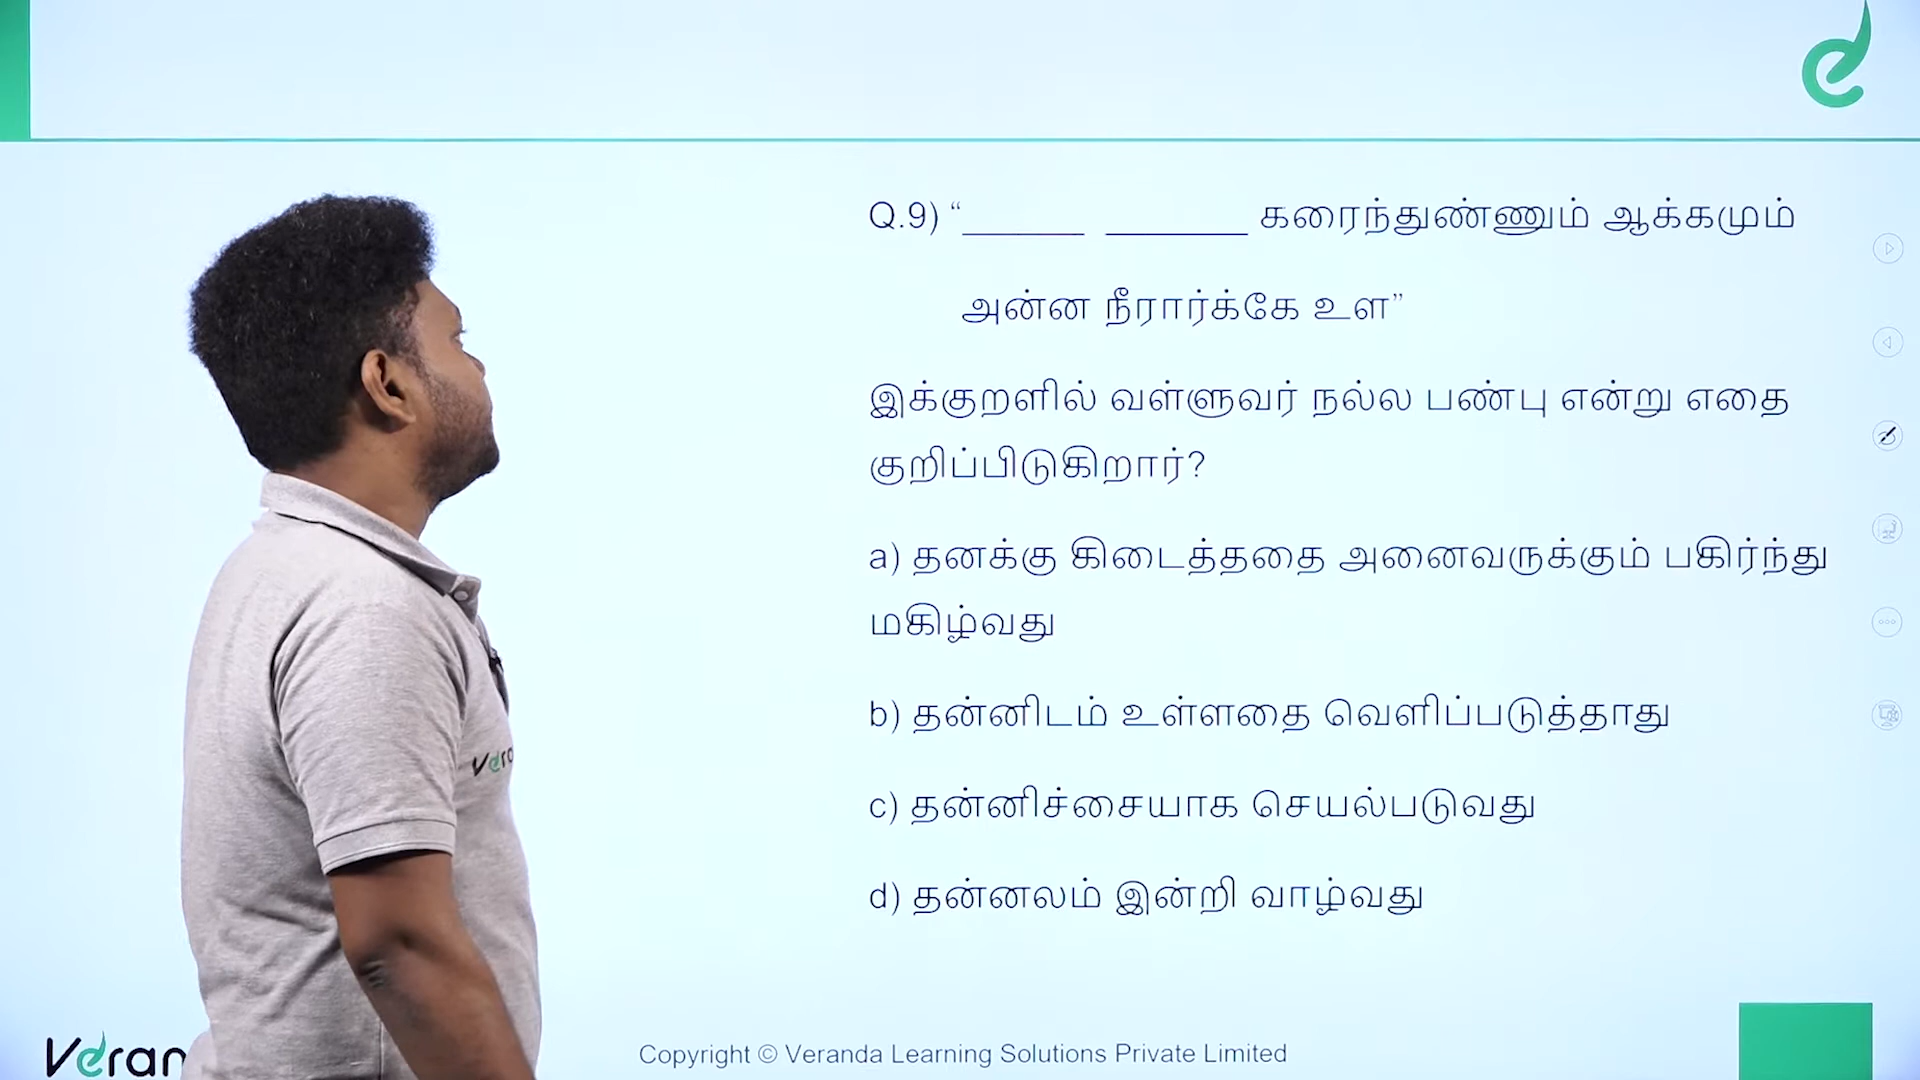 Q.9) “______ _______ கரைந்துண்ணும் ஆக்கமும்
அன்ன நீரார்க்கே உள”
இக்குறளில் வள்ளுவர் நல்ல பண்பு என்று எதை
குறிப்பிடுகிறார்?
a) தனக்கு கிடைத்ததை அனைவருக்கும் பகிர்ந்து
மகிழ்வது
b) தன்னிடம் உள்ளதை வெளிப்படுத்தாது
c) தன்னிச்சையாக செயல்படுவது
d) தன்னலம் இன்றி வாழ்வது
Veran
Copyright © Veranda Learning Solutions Private Limited